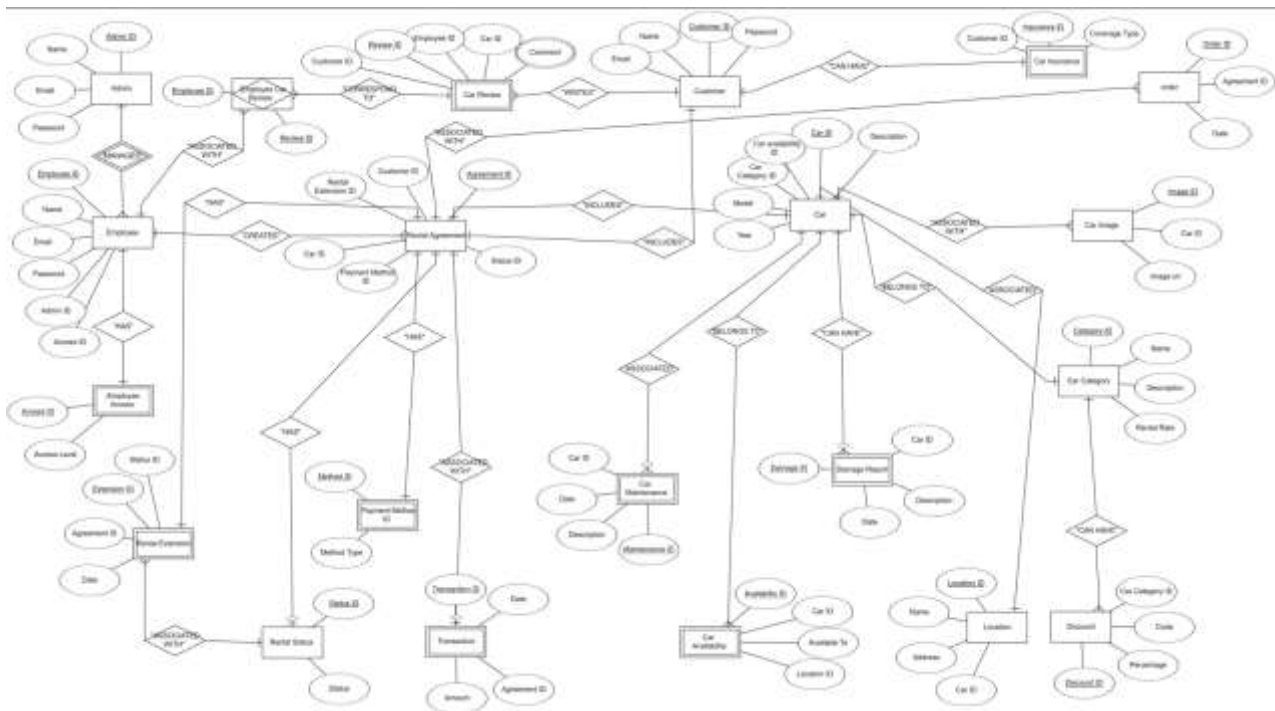 Admin ID
Name
Admin
Email
Password
"MANAGES"
Employee ID
Employee Car
Review
Review ID
"CORRESPOND
TO"
"ASSOCIATED
WITH"
Customer ID
Review ID
Employee ID
Car ID
Comment
Car Review
"WRITES"
Email
Name
Customer ID
Password
Customer
"CAN HAVE"
Customer ID
Insurance ID
Coverage Type
Car Insurance
Order ID
order
Agreement ID
Date
"ASSOCIATED
WITH"
Employee ID
Name
Employee
Email
Password
Admin ID
Access ID
"HAS"
Employee
Access
Access ID
Access Level
"HAS"
"CREATED"
Rental
Extension ID
Customer ID
Agreement ID
Rental Agreement
Car ID
Payment Method
ID
Status ID
"INCLUDES"
"INCLUDES"
Car ID
Car availability
ID
Description
Car
Category ID
Model
Year
Car
"ASSOCIATED
WITH"
Image ID
Car Image
Car ID
Image url
"BELONGS TO"
"ASSOCIATED"
"ASSOCIATED"
"BELONGS TO"
"CAN HAVE"
Category ID
Name
Car Category
Description
Rental Rate
"CAN HAVE"
"HAS"
"HAS"
"ASSOCIATED
WITH"
Status ID
Extension ID
Agreement ID
Rental Extension
Date
"ASSOCIATED
WITH"
Status ID
Rental Status
Status
Method ID
Payment Method
ID
Method Type
Transaction ID
Date
Transaction
Amount
Agreement ID
Car ID
Date
Car
Maintenance
Description
Maintenance ID
Car ID
Damage ID
Damage Report
Description
Date
Availability ID
Car ID
Car
Availability
Available To
Location ID
Location ID
Name
Location
Address
Car ID
Car Category ID
Discount
Code
Percentage
Discount ID